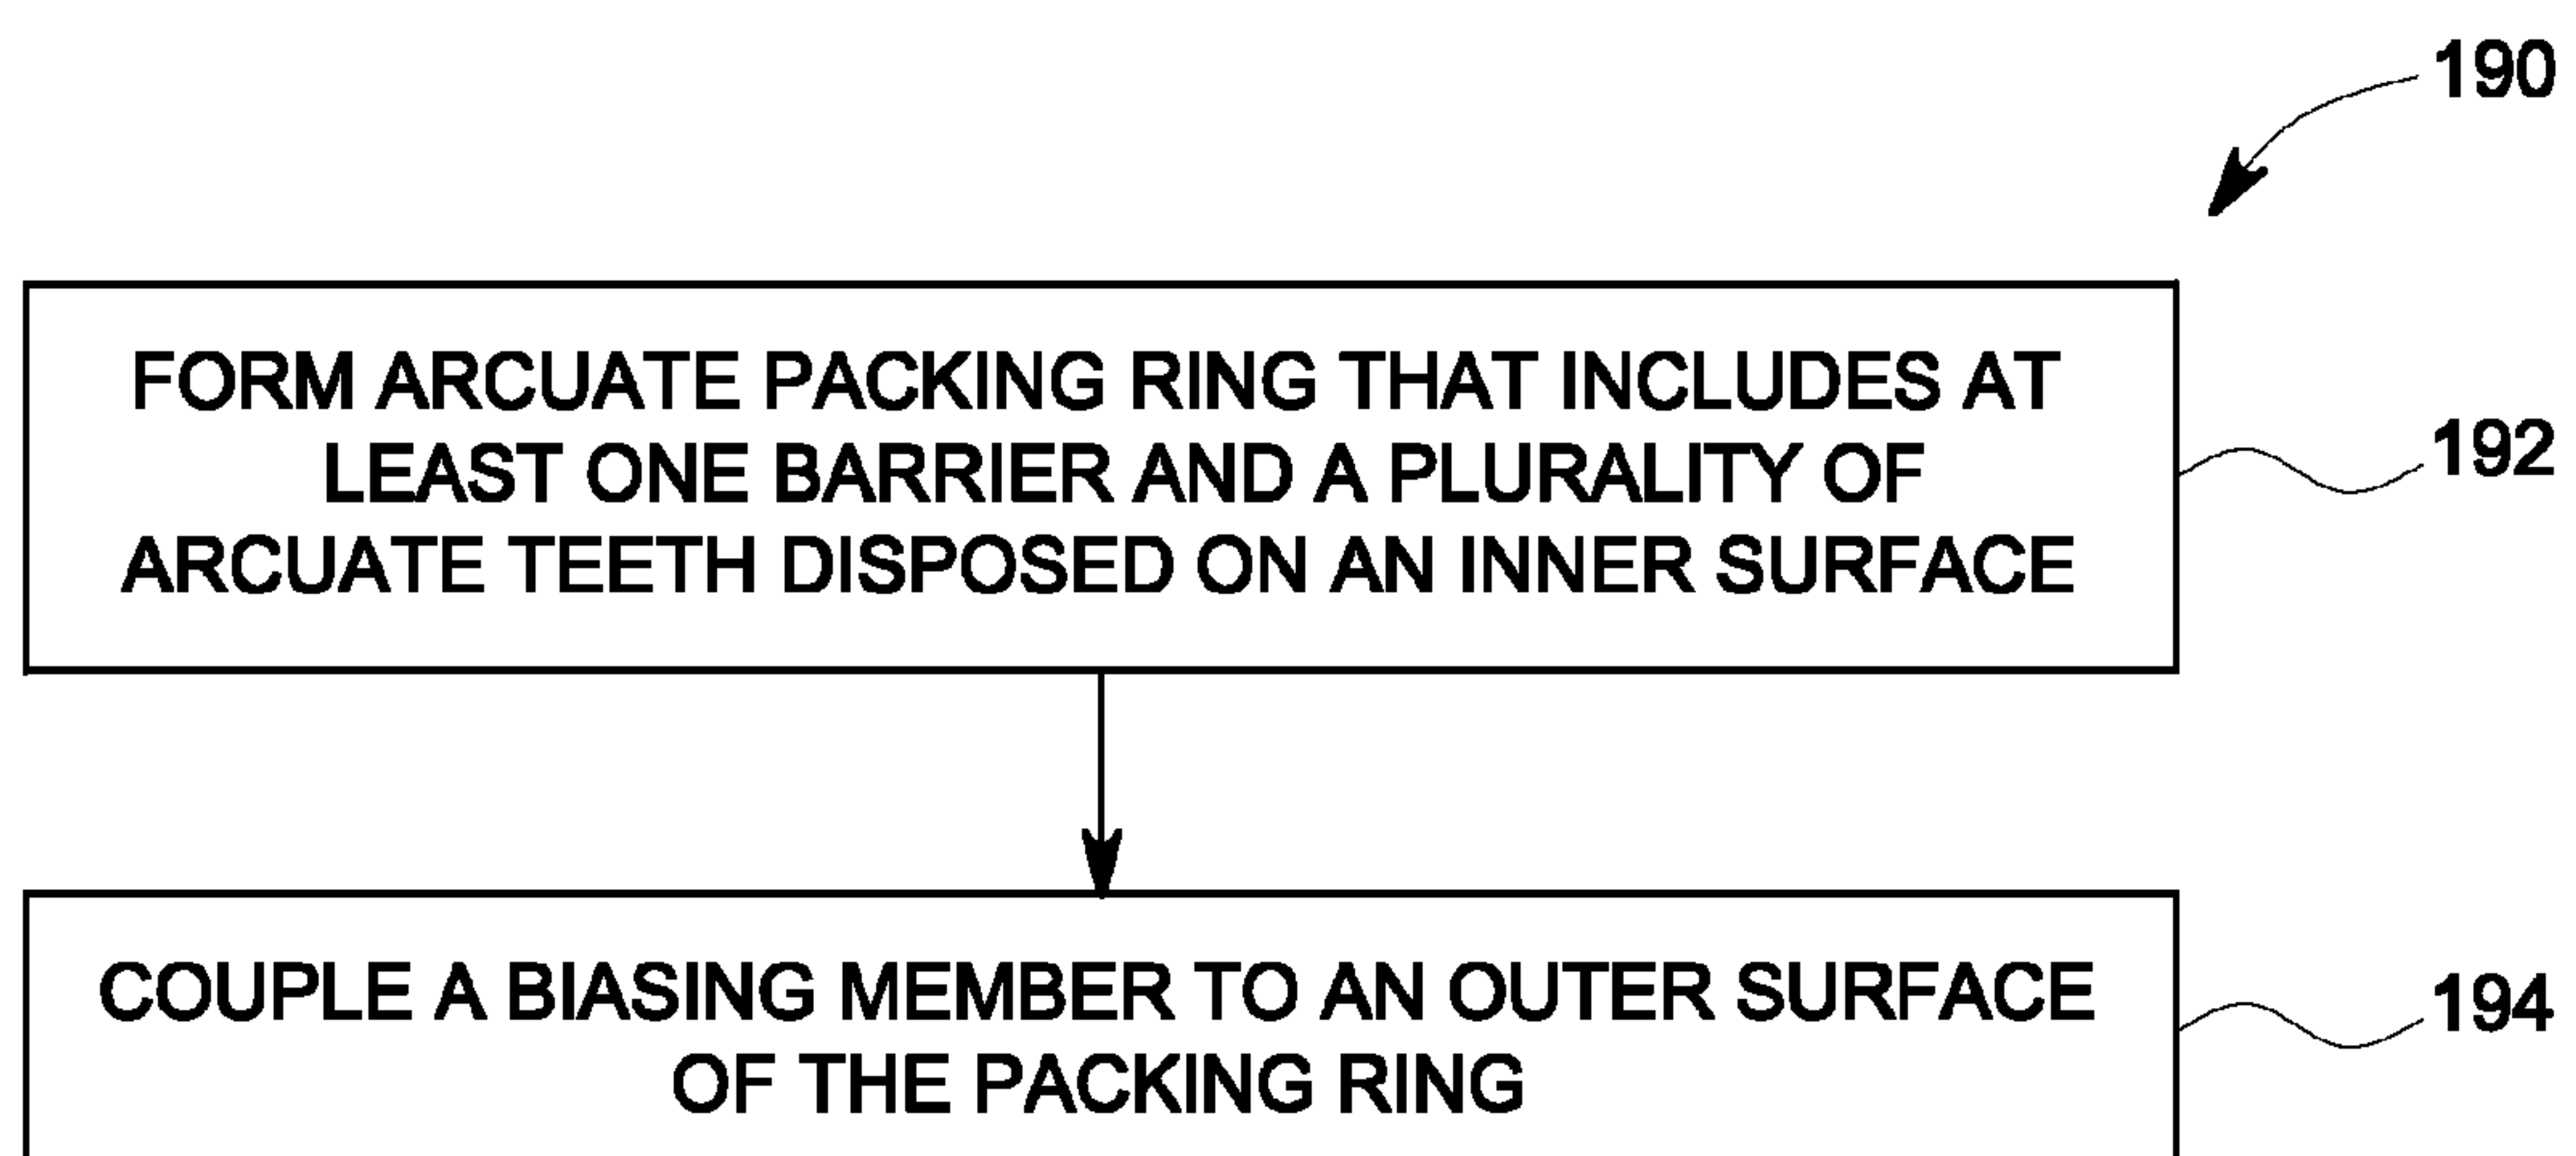 190
FORM ARCUATE PACKING RING THAT INCLUDES AT
LEAST ONE BARRIER AND A PLURALITY OF
ARCUATE TEETH DISPOSED ON AN INNER SURFACE
192
COUPLE A BIASING MEMBER TO AN OUTER SURFACE
OF THE PACKING RING
194